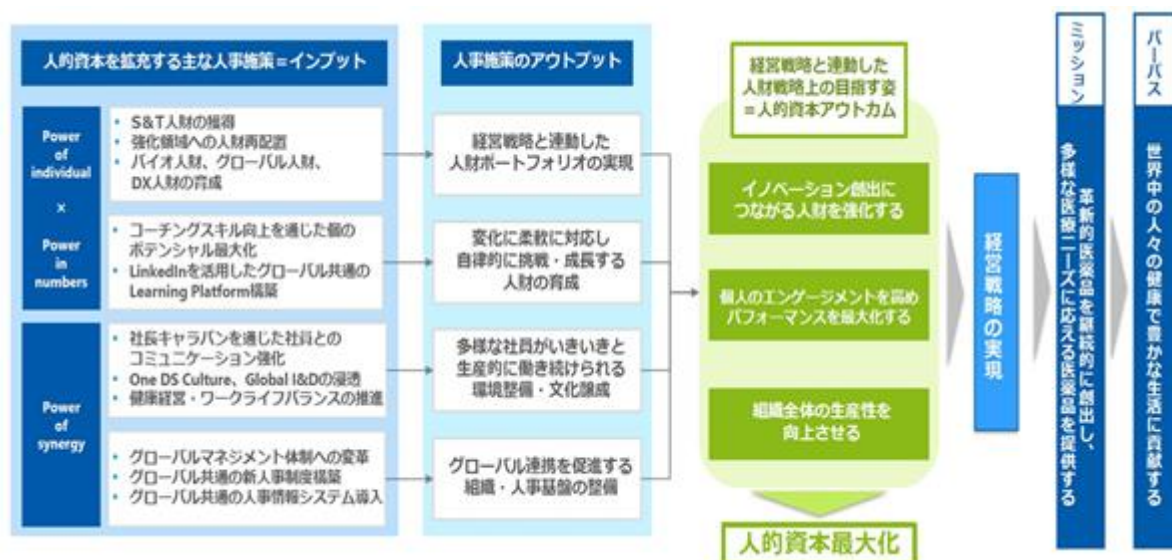 人的資本を拡充する主な人事施策＝インプット
Power
of
individual
×
Power
in
numbers
• S&T人財の獲得
• 強化領域への人財再配置
• バイオ人財、グローバル人財、
DX人財の育成
• コーチングスキル向上を通じた個の
ポテンシャル最大化
• LinkedInを活用したグローバル共通の
Learning Platform構築
Power
of
synergy
• 社長キャラバンを通じた社員との
コミュニケーション強化
• One DS Culture、Global I&Dの浸透
• 健康経営・ワークライフバランスの推進
• グローバルマネジメント体制への変革
• グローバル共通の新人事制度構築
• グローバル共通の人事情報システム導入
人事施策のアウトプット
経営戦略と連動した
人財ポートフォリオの実現
変化に柔軟に対応し
自律的に挑戦・成長する
人財の育成
多様な社員がいきいきと
生産的に働き続けられる
環境整備・文化醸成
グローバル連携を促進する
組織・人事基盤の整備
経営戦略と連動した
人財戦略上の目指す姿
＝人的資本アウトカム
イノベーション創出に
つながる人財を強化する
個人のエンゲージメントを高め
パフォーマンスを最大化する
組織全体の生産性を
向上させる
人的資本最大化
経営戦略の実現
ミッション
革新的医薬品を継続的に創出し、
多様な医療ニーズに応える医薬品を提供する
パーパス
世界中の人々の健康で豊かな生活に貢献する